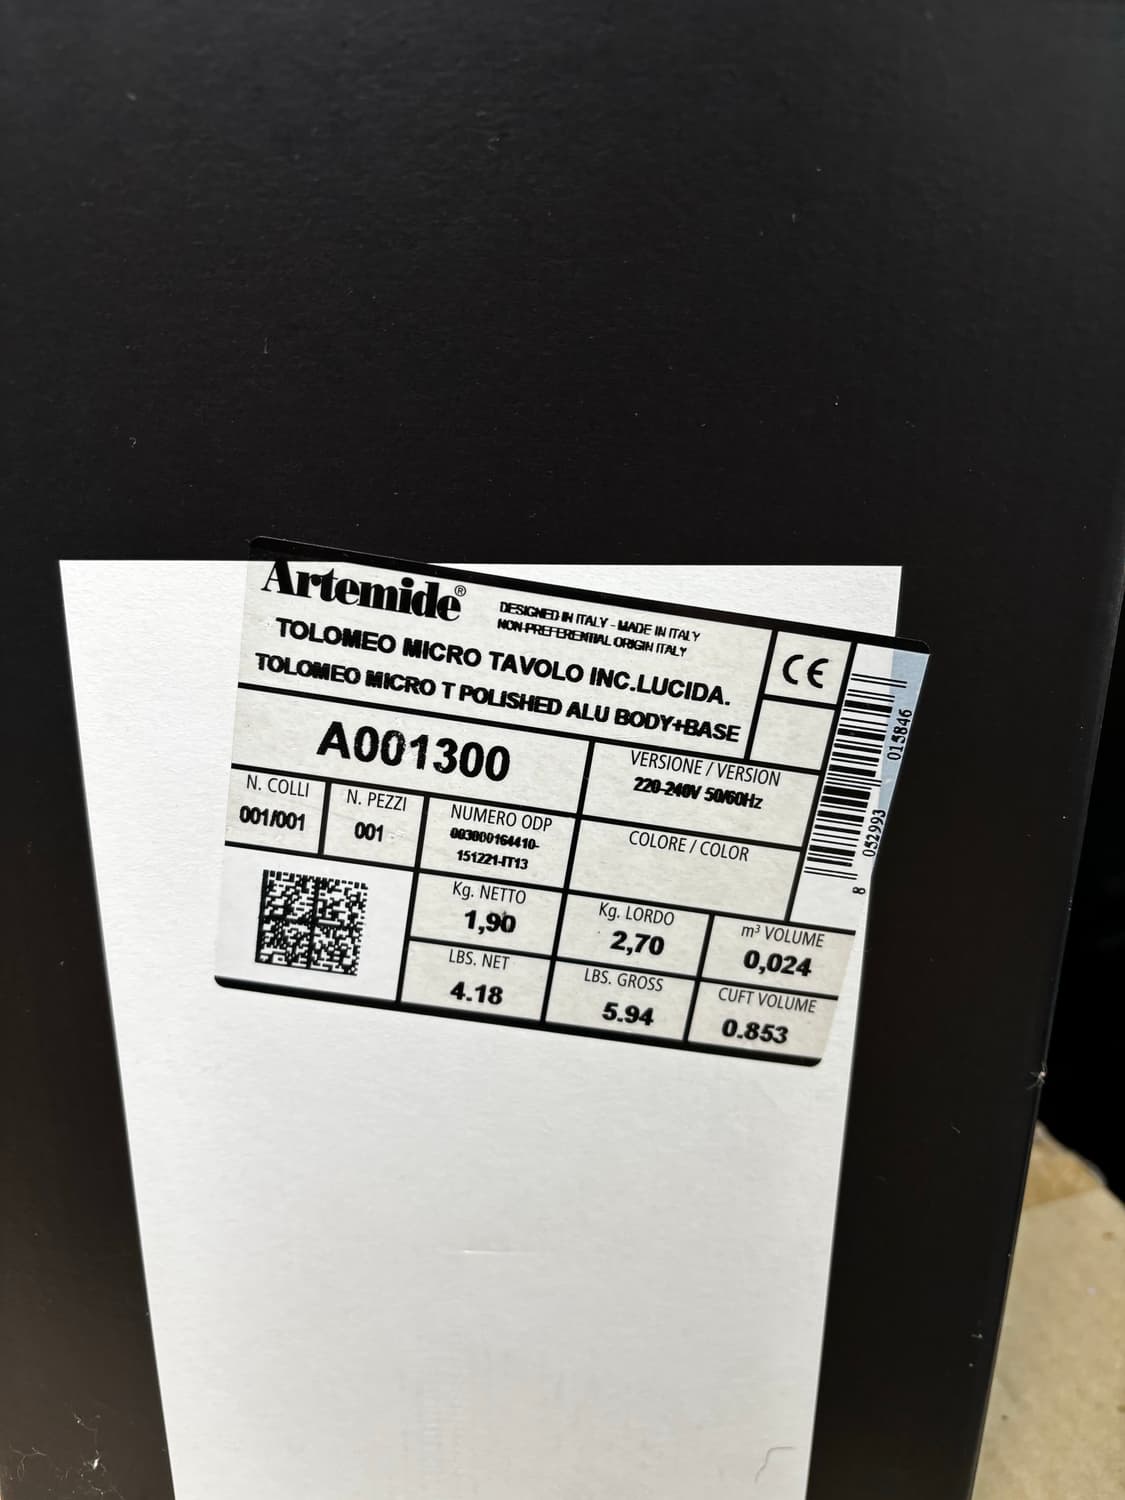 Artemide®
DESIGNED IN ITALY - MADE IN ITALY
NON-PREFERENTIAL ORIGIN ITALY
TOLOMEO MICRO TAVOLO INC.LUCIDA.
TOLOMEO MICRO T POLISHED ALU BODY+BASE
CE
A001300
VERSIONE / VERSION
220-240V 50/60Hz
N. COLLI
001/001
N. PEZZI
001
NUMERO ODP
003000164410-
151221-IT13
COLORE / COLOR
Kg. NETTO
1,90
Kg. LORDO
2,70
m³ VOLUME
0,024
LBS. NET
4.18
LBS. GROSS
5.94
CUFT VOLUME
0.853
8 052993 015846